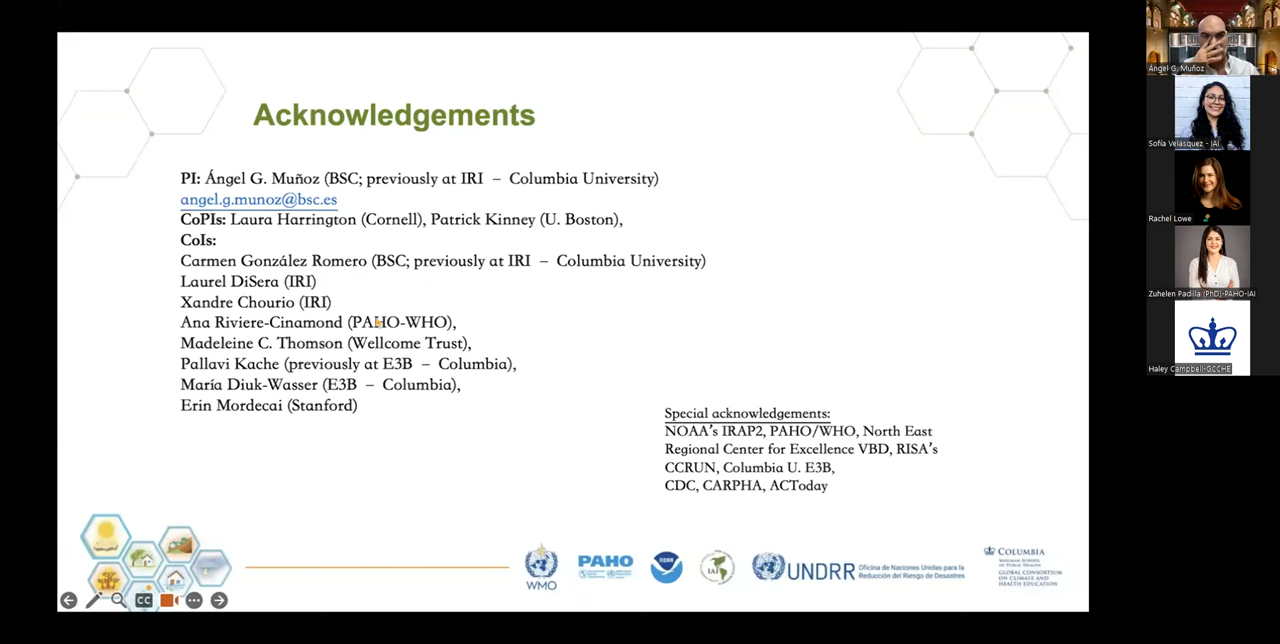 Acknowledgements
PI: Ángel G. Muñoz (BSC; previously at IRI – Columbia University)
angel.g.munoz@bsc.es
CoPIs: Laura Harrington (Cornell), Patrick Kinney (U. Boston),
CoIs:
Carmen González Romero (BSC; previously at IRI – Columbia University)
Laurel DiSera (IRI)
Xandre Chourio (IRI)
Ana Riviere-Cinamond (PAHO-WHO),
Madeleine C. Thomson (Wellcome Trust),
Pallavi Kache (previously at E3B – Columbia),
María Diuk-Wasser (E3B – Columbia),
Erin Mordecai (Stanford)
Special acknowledgements:
NOAA's IRAP2, PAHO/WHO, North East
Regional Center for Excellence VBD, RISA's
CCRUN, Columbia U. E3B,
CDC, CARPHA, ACToday
WMO
PAHO
NOAA
IAI
UNDRR
Oficina de Naciones Unidas para la
Reducción del Riesgo de Desastres
COLUMBIA
MAILMAN SCHOOL
OF PUBLIC HEALTH
GLOBAL CONSORTIUM
ON CLIMATE AND
HEALTH EDUCATION
CC
Ángel G. Muñoz
Sofía Velásquez - IAI
Rachel Lowe
Zuhelen Padilla (PhD)-PAHO-IAI
Haley Campbell-GCCHE